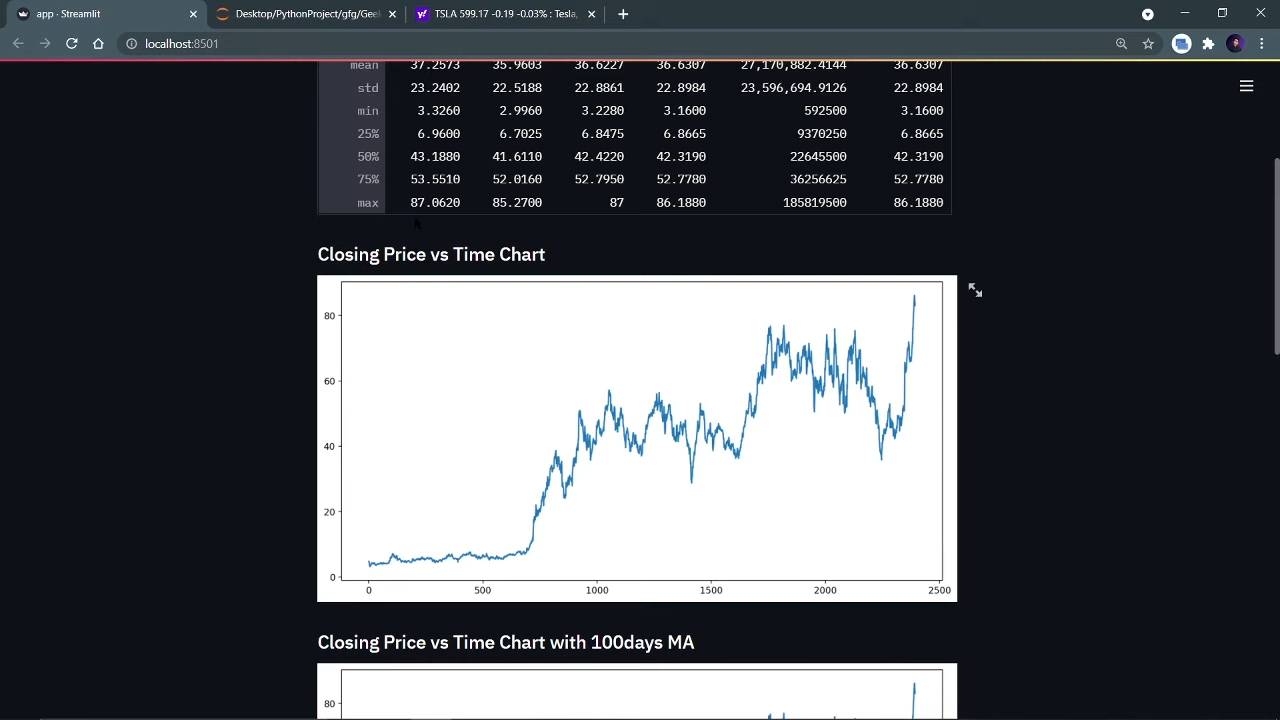 app · Streamlit
Desktop/PythonProject/gfg/Geek
TSLA 599.17 -0.19 -0.03% : Tesla,
localhost:8501
mean 37.2573 35.9603 36.6227 36.6307 27,170,882.4144 36.6307
std 23.2402 22.5188 22.8861 22.8984 23,596,694.9126 22.8984
min 3.3260 2.9960 3.2280 3.1600 592500 3.1600
25% 6.9600 6.7025 6.8475 6.8665 9370250 6.8665
50% 43.1880 41.6110 42.4220 42.3190 22645500 42.3190
75% 53.5510 52.0160 52.7950 52.7780 36256625 52.7780
max 87.0620 85.2700 87 86.1880 185819500 86.1880
Closing Price vs Time Chart
80
60
40
20
0
0 500 1000 1500 2000 2500
Closing Price vs Time Chart with 100days MA
80